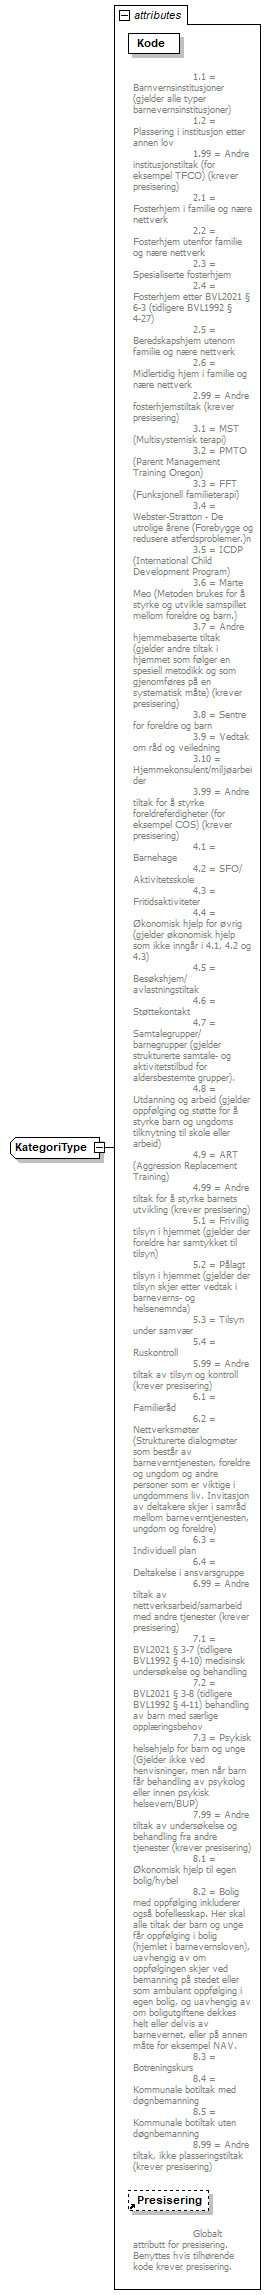 attributes
Kode
1.1 =
Barnvernsinstitusjoner
(gjelder alle typer
barnevernsinstitusjoner)
1.2 =
Plassering i institusjon etter
annen lov
1.99 = Andre
institusjonstiltak (for
eksempel TFCO) (krever
presisering)
2.1 =
Fosterhjem i familie og nære
nettverk
2.2 =
Fosterhjem utenfor familie
og nære nettverk
2.3 =
Spesialiserte fosterhjem
2.4 =
Fosterhjem etter BVL2021 §
6-3 (tidligere BVL1992 §
4-27)
2.5 =
Beredskapshjem utenom
familie og nære nettverk
2.6 =
Midlertidig hjem i familie og
nære nettverk
2.99 = Andre
fosterhjemstiltak (krever
presisering)
3.1 = MST
(Multisystemisk terapi)
3.2 = PMTO
(Parent Management
Training Oregon)
3.3 = FFT
(Funksjonell familieterapi)
3.4 =
Webster-Stratton - De
utrolige årene (Forebygge og
redusere atferdsproblemer.)n
3.5 = ICDP
(International Child
Development Program)
3.6 = Marte
Meo (Metoden brukes for å
styrke og utvikle samspillet
mellom foreldre og barn.)
3.7 = Andre
hjemmebaserte tiltak
(gjelder andre tiltak i
hjemmet som følger en
spesiell metodikk og som
gjenomføres på en
systematisk måte) (krever
presisering)
3.8 = Sentre
for foreldre og barn
3.9 = Vedtak
om råd og veiledning
3.10 =
Hjemmekonsulent/miljøarbei
der
3.99 = Andre
tiltak for å styrke
foreldreferdigheter (for
eksempel COS) (krever
presisering)
4.1 =
Barnehage
4.2 = SFO/
Aktivitetsskole
4.3 =
Fritidsaktiviteter
4.4 =
Økonomisk hjelp for øvrig
(gjelder økonomisk hjelp
som ikke inngår i 4.1, 4.2 og
4.3)
4.5 =
Besøkshjem/
avlastningstiltak
4.6 =
Støttekontakt
4.7 =
Samtalegrupper/
barnegrupper (gjelder
strukturerte samtale- og
aktivitetstilbud for
aldersbestemte grupper).
4.8 =
Utdanning og arbeid (gjelder
oppfølging og støtte for å
styrke barn og ungdoms
tilknytning til skole eller
arbeid)
4.9 = ART
(Aggression Replacement
Training)
4.99 = Andre
tiltak for å styrke barnets
utvikling (krever presisering)
5.1 = Frivillig
tilsyn i hjemmet (gjelder der
foreldre har samtykket til
tilsyn)
5.2 = Pålagt
tilsyn i hjemmet (gjelder der
tilsyn skjer etter vedtak i
barneverns- og
helsenemnda)
5.3 = Tilsyn
under samvær
5.4 =
Ruskontroll
5.99 = Andre
tiltak av tilsyn og kontroll
(krever presisering)
6.1 =
Familieråd
6.2 =
Nettverksmøter
(Strukturerte dialogmøter
som består av
barneverntjenesten, foreldre
og ungdom og andre
personer som er viktige i
ungdommens liv. Invitasjon
av deltakere skjer i samråd
mellom barneverntjenesten,
ungdom og foreldre)
6.3 =
Individuell plan
6.4 =
Deltakelse i ansvarsgruppe
6.99 = Andre
tiltak av
nettverksarbeid/samarbeid
med andre tjenester (krever
presisering)
7.1 =
BVL2021 § 3-7 (tidligere
BVL1992 § 4-10) medisinsk
undersøkelse og behandling
7.2 =
BVL2021 § 3-8 (tidligere
BVL1992 § 4-11) behandling
av barn med særlige
opplæringsbehov
7.3 = Psykisk
helsehjelp for barn og unge
(Gjelder ikke ved
henvisninger, men når barn
får behandling av psykolog
eller innen psykisk
helsevern/BUP)
7.99 = Andre
tiltak av undersøkelse og
behandling fra andre
tjenester (krever presisering)
8.1 =
Økonomisk hjelp til egen
bolig/hybel
8.2 = Bolig
med oppfølging inkluderer
også bofellesskap. Her skal
alle tiltak der barn og unge
får oppfølging i bolig
(hjemlet i barnevernsloven),
uavhengig av om
oppfølgingen skjer ved
bemanning på stedet eller
som ambulant oppfølging i
egen bolig, og uavhengig av
om boligutgiftene dekkes
helt eller delvis av
barnevernet, eller på annen
måte for eksempel NAV.
8.3 =
Botreningskurs
8.4 =
Kommunale botiltak med
døgnbemanning
8.5 =
Kommunale botiltak uten
døgnbemanning
8.99 = Andre
tiltak, ikke plasseringstiltak
(krever presisering)
KategoriType
Presisering
Globalt
attributt for presisering.
Benyttes hvis tilhørende
kode krever presisering.